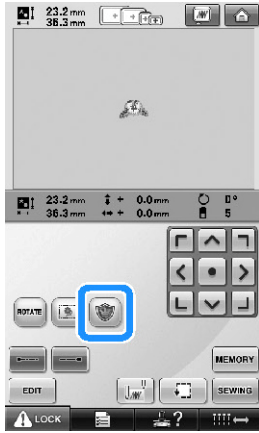 23.2 mm
36.3 mm
23.2 mm + 0.0 mm 0°
36.3 mm + 0.0 mm 5
ROTATE
MEMORY
EDIT
SEWING
LOCK
?